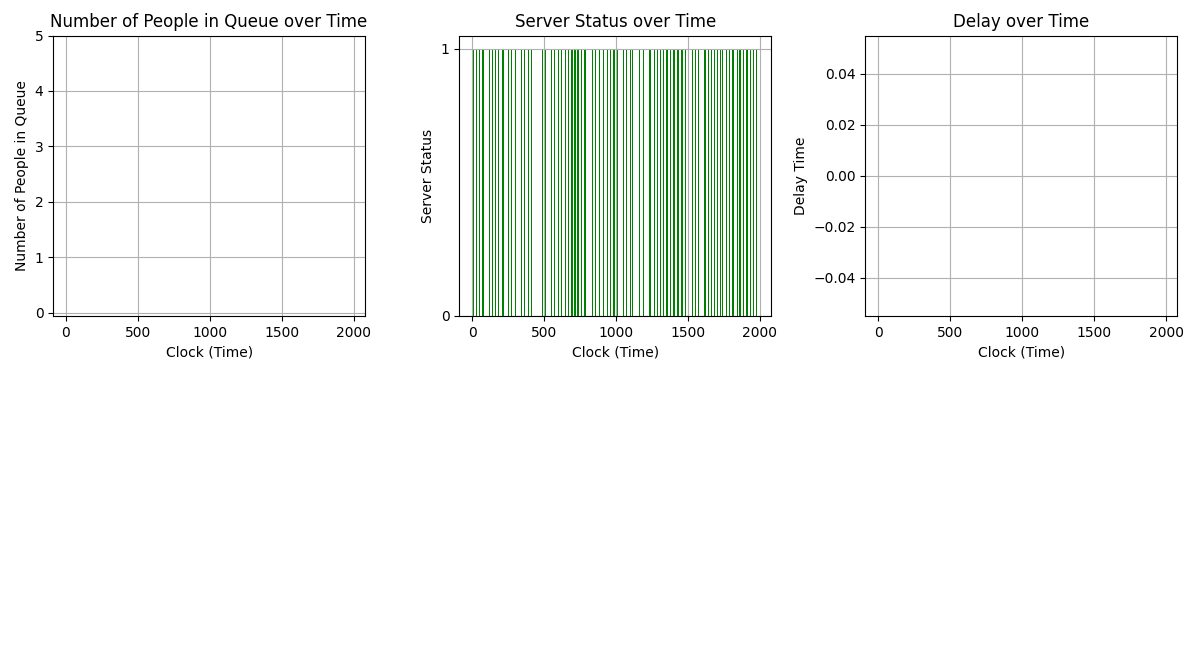 Number of People in Queue over Time
Number of People in Queue
5
4
3
2
1
0
0 500 1000 1500 2000
Clock (Time)
Server Status over Time
Server Status
1
0
0 500 1000 1500 2000
Clock (Time)
Delay over Time
Delay Time
0.04
0.02
0.00
−0.02
−0.04
0 500 1000 1500 2000
Clock (Time)